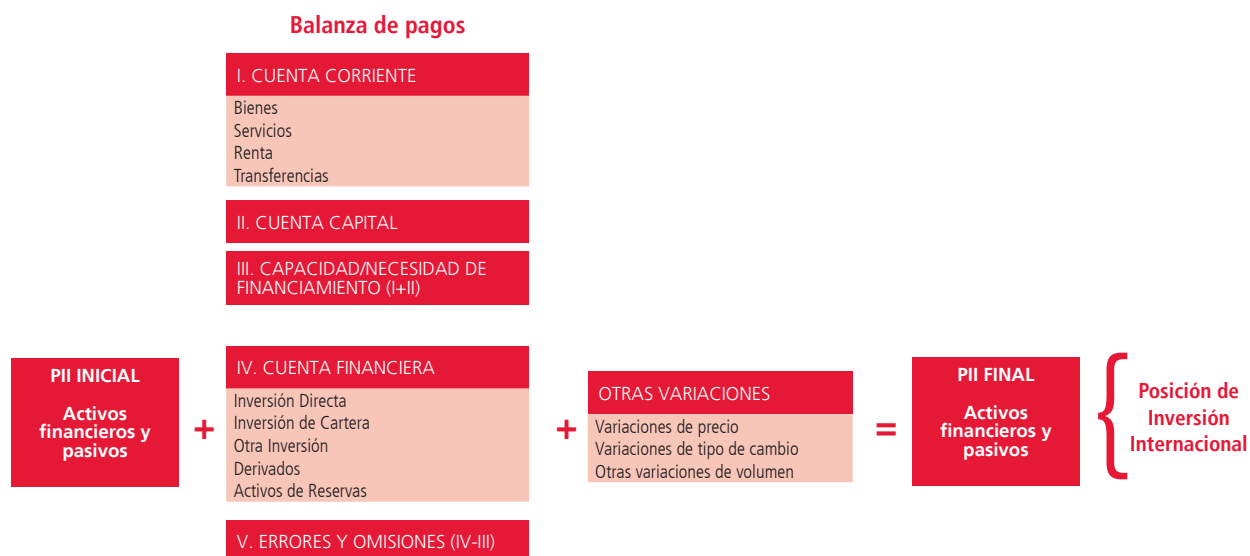 Balanza de pagos
I. CUENTA CORRIENTE
Bienes
Servicios
Renta
Transferencias
II. CUENTA CAPITAL
III. CAPACIDAD/NECESIDAD DE
FINANCIAMIENTO (I+II)
PII INICIAL
Activos
financieros y
pasivos
+
IV. CUENTA FINANCIERA
Inversión Directa
Inversión de Cartera
Otra Inversión
Derivados
Activos de Reservas
+
OTRAS VARIACIONES
Variaciones de precio
Variaciones de tipo de cambio
Otras variaciones de volumen
=
PII FINAL
Activos
financieros y
pasivos
{
Posición de
Inversión
Internacional
V. ERRORES Y OMISIONES (IV-III)